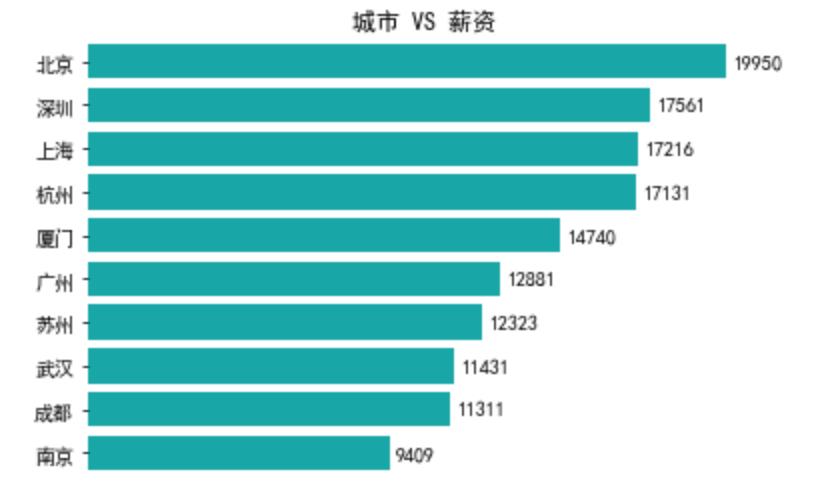 城市 VS 薪资
北京 19950
深圳 17561
上海 17216
杭州 17131
厦门 14740
广州 12881
苏州 12323
武汉 11431
成都 11311
南京 9409